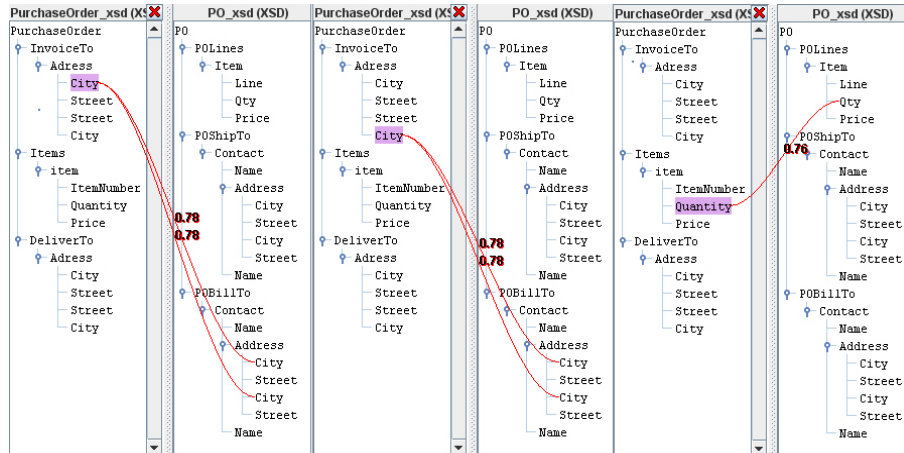 PurchaseOrder_xsd (XS
PurchaseOrder
InvoiceTo
Adress
City
Street
Street
City
Items
item
ItemNumber
Quantity
Price
DeliverTo
Adress
City
Street
Street
City
PO_xsd (XSD)
PO
POLines
Item
Line
Qty
Price
POShipTo
Contact
Name
Address
City
Street
City
Street
Name
POBillTo
Contact
Name
Address
City
Street
City
Street
Name
0.78
0.78
PurchaseOrder_xsd (XS
PurchaseOrder
InvoiceTo
Adress
City
Street
Street
City
Items
item
ItemNumber
Quantity
Price
DeliverTo
Adress
City
Street
Street
City
PO_xsd (XSD)
PO
POLines
Item
Line
Qty
Price
POShipTo
Contact
Name
Address
City
Street
City
Street
Name
POBillTo
Contact
Name
Address
City
Street
City
Street
Name
0.78
0.78
PurchaseOrder_xsd (XS
PurchaseOrder
InvoiceTo
Adress
City
Street
Street
City
Items
item
ItemNumber
Quantity
Price
DeliverTo
Adress
City
Street
Street
City
PO_xsd (XSD)
PO
POLines
Item
Line
Qty
Price
POShipTo
0.76
Contact
Name
Address
City
Street
City
Street
Name
POBillTo
Contact
Name
Address
City
Street
City
Street
Name